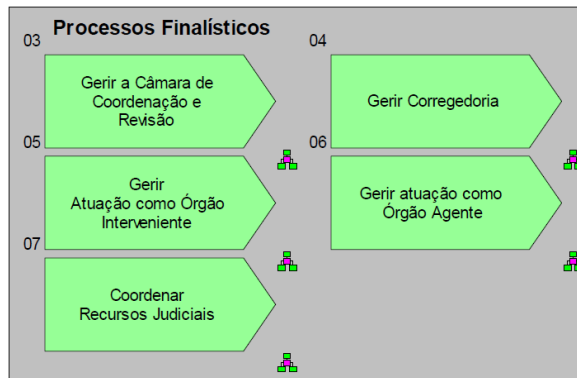 Processos Finalísticos
03
Gerir a Câmara de
Coordenação e
Revisão
04
Gerir Corregedoria
05
Gerir
Atuação como Órgão
Interveniente
06
Gerir atuação como
Órgão Agente
07
Coordenar
Recursos Judiciais